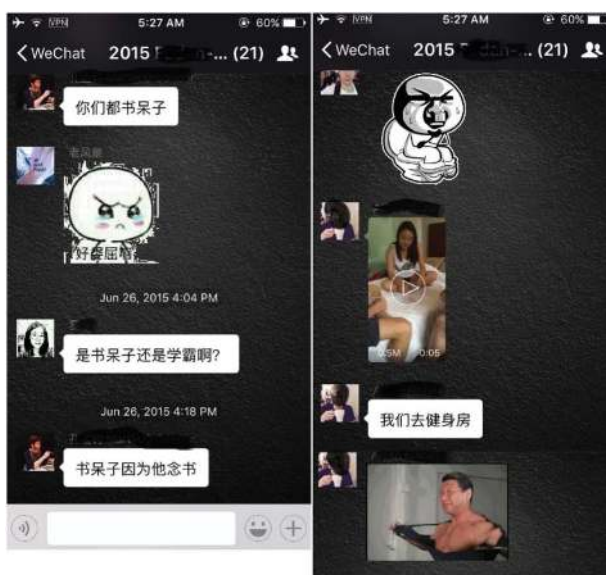 VPN 5:27 AM 60%
WeChat 2015 ... (21)
你们都书呆子
好委屈啊
Jun 26, 2015 4:04 PM
是书呆子还是学霸啊?
Jun 26, 2015 4:18 PM
书呆子因为他念书
VPN 5:27 AM 60%
WeChat 2015 ... (21)
0:05
我们去健身房